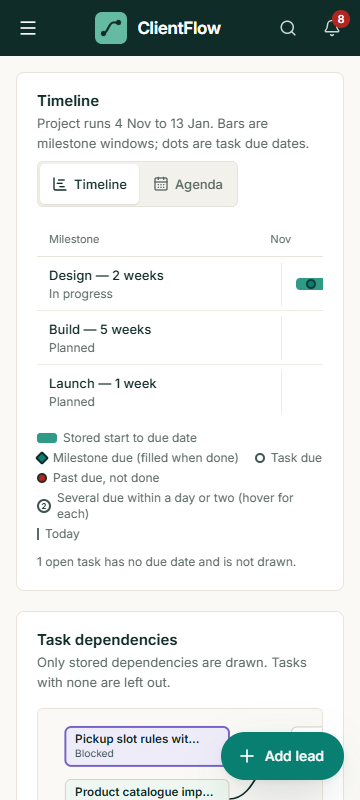 ClientFlow
8
Timeline
Project runs 4 Nov to 13 Jan. Bars are
milestone windows; dots are task due dates.
Timeline
Agenda
Milestone
Nov
Design — 2 weeks
In progress
Build — 5 weeks
Planned
Launch — 1 week
Planned
Stored start to due date
Milestone due (filled when done)
Task due
Past due, not done
2
Several due within a day or two (hover for
each)
Today
1 open task has no due date and is not drawn.
Task dependencies
Only stored dependencies are drawn. Tasks
with none are left out.
Pickup slot rules wit…
Blocked
Add lead
Product catalogue imp…